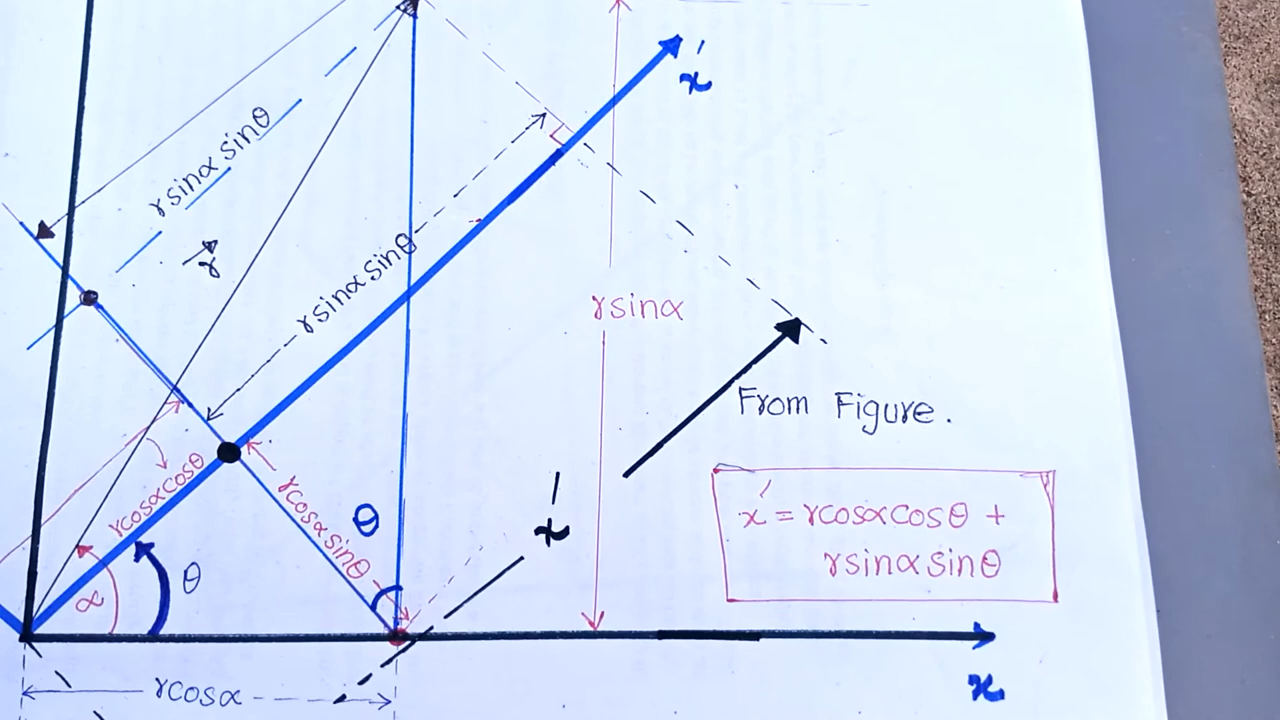 x′
r sinα sinθ
r⃗
r sinα sinθ
r sinα
From Figure.
r cosα cosθ
r cosα sinθ
θ
x′
x′ = r cosα cosθ +
r sinα sinθ
α
θ
r cosα
x